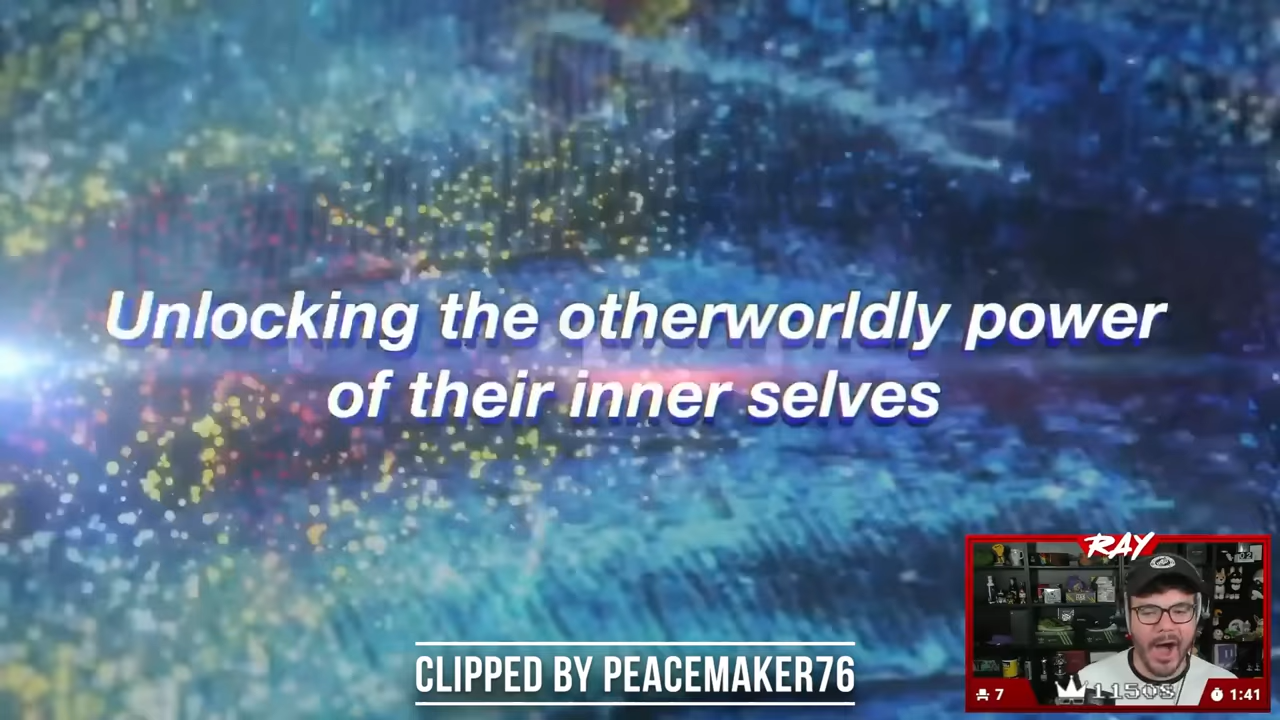 Unlocking the otherworldly power
of their inner selves
RAY
CLIPPED BY PEACEMAKER76
7
1:41